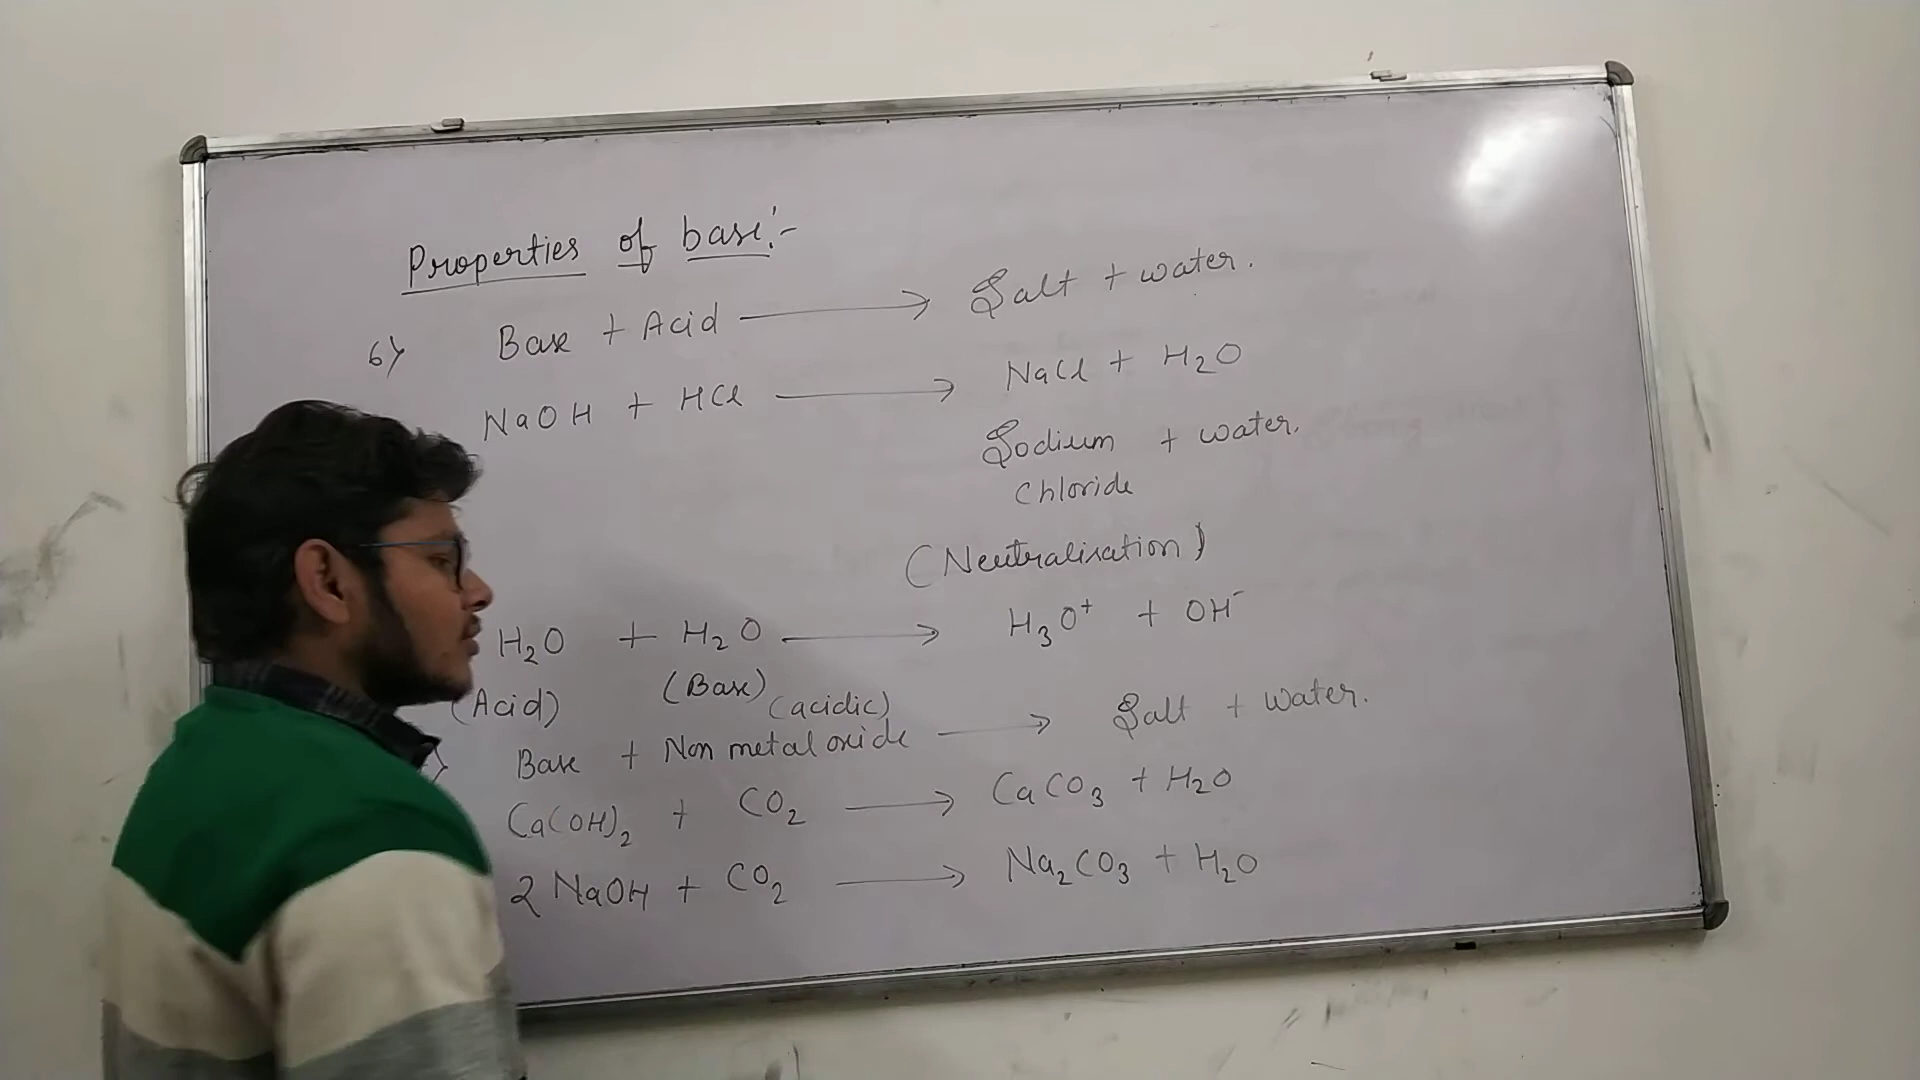 Properties of base:-
6) Base + Acid ⟶ Salt + water.
NaOH + HCl ⟶ NaCl + H₂O
Sodium + water.
Chloride
(Neutralisation)
H₂O + H₂O ⟶ H₃O⁺ + OH⁻
(Acid) (Base)
(acidic)
Base + Non metal oxide ⟶ Salt + water.
Ca(OH)₂ + CO₂ ⟶ CaCO₃ + H₂O
2 NaOH + CO₂ ⟶ Na₂CO₃ + H₂O